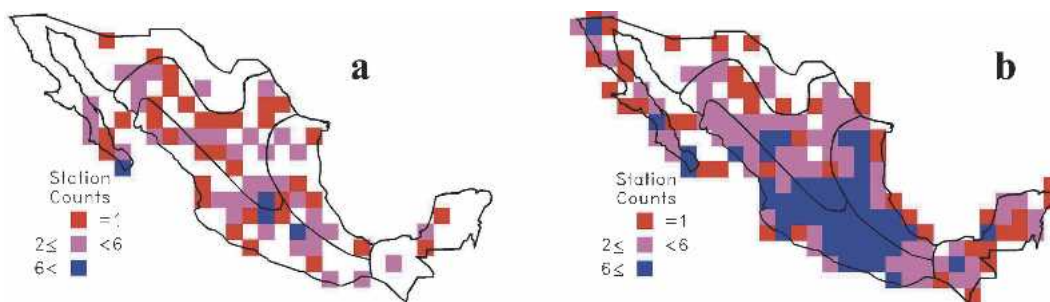 a
Station
Counts
=1
2≤ <6
6<
b
Station
Counts
=1
2≤ <6
6≤